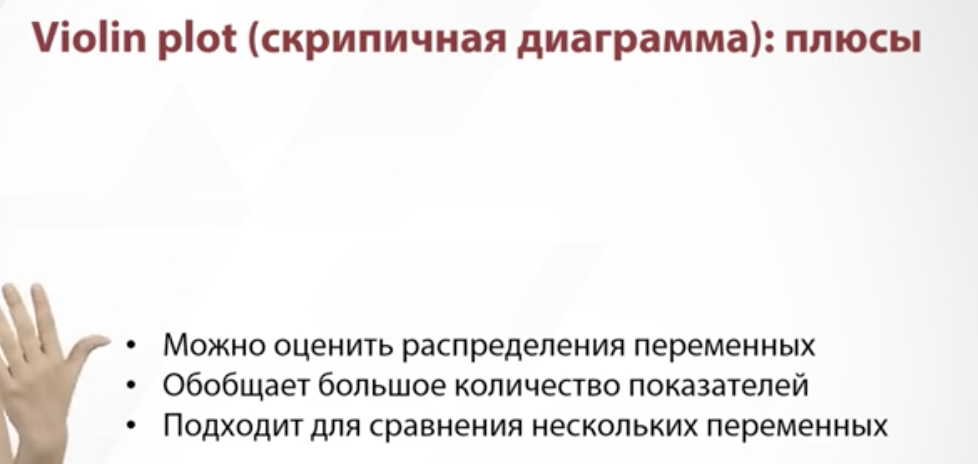 Violin plot (скрипичная диаграмма): плюсы
• Можно оценить распределения переменных
• Обобщает большое количество показателей
• Подходит для сравнения нескольких переменных